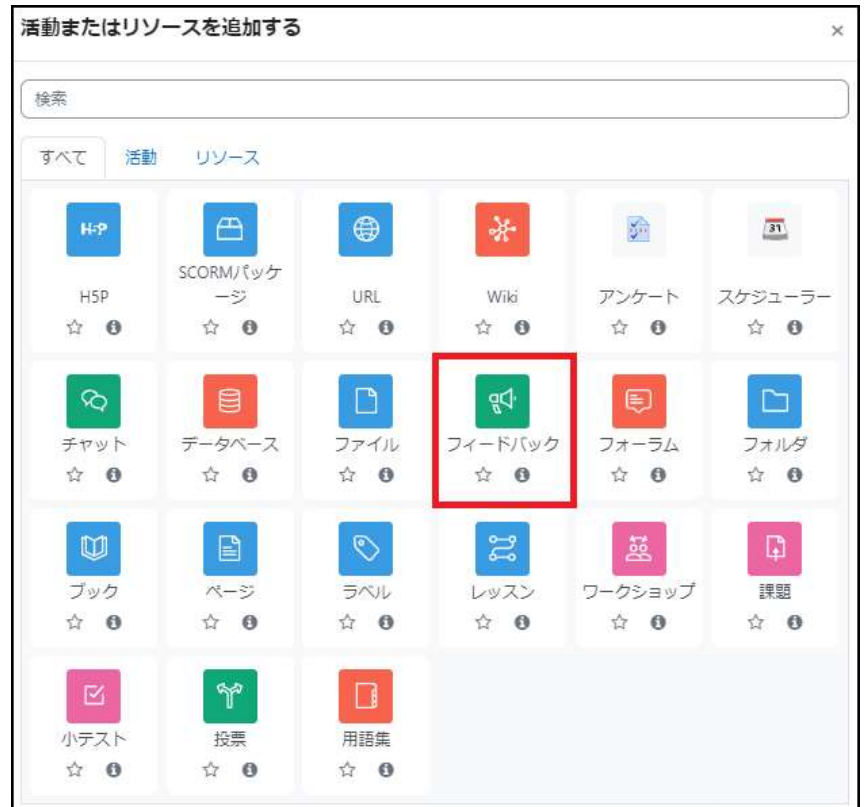 活動またはリソースを追加する
×
検索
すべて 活動 リソース
H5P 31
SCORMパッケ
H5P ージ URL Wiki アンケート スケジューラー
チャット データベース ファイル フィードバック フォーラム フォルダ
ブック ページ ラベル レッスン ワークショップ 課題
小テスト 投票 用語集